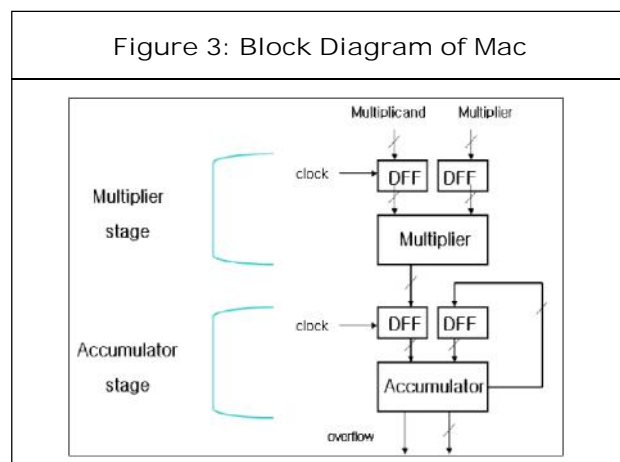 Figure 3: Block Diagram of Mac
Multiplicand Multiplier
clock DFF DFF
Multiplier
stage
Multiplier
clock DFF DFF
Accumulator
stage
Accumulator
overflow